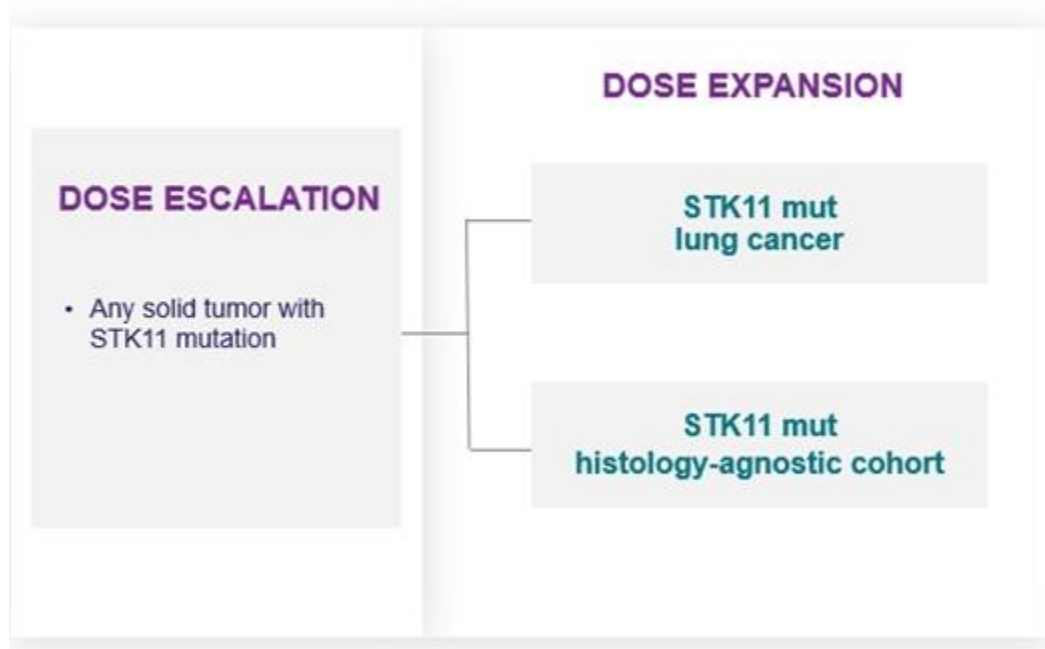 DOSE ESCALATION
• Any solid tumor with
STK11 mutation
DOSE EXPANSION
STK11 mut
lung cancer
STK11 mut
histology-agnostic cohort